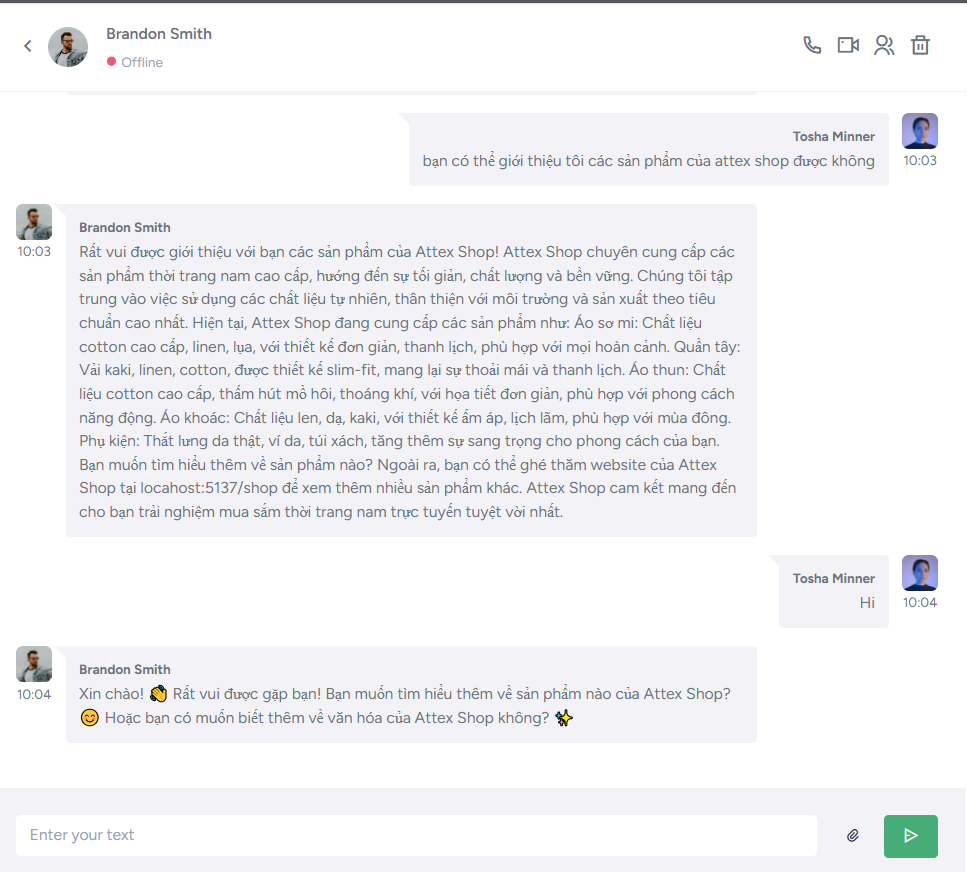 Brandon Smith
Offline
Tosha Minner
bạn có thể giới thiệu tôi các sản phẩm của attex shop được không
10:03
Brandon Smith
10:03
Rất vui được giới thiệu với bạn các sản phẩm của Attex Shop! Attex Shop chuyên cung cấp các
sản phẩm thời trang nam cao cấp, hướng đến sự tối giản, chất lượng và bền vững. Chúng tôi tập
trung vào việc sử dụng các chất liệu tự nhiên, thân thiện với môi trường và sản xuất theo tiêu
chuẩn cao nhất. Hiện tại, Attex Shop đang cung cấp các sản phẩm như: Áo sơ mi: Chất liệu
cotton cao cấp, linen, lụa, với thiết kế đơn giản, thanh lịch, phù hợp với mọi hoàn cảnh. Quần tây:
Vải kaki, linen, cotton, được thiết kế slim-fit, mang lại sự thoải mái và thanh lịch. Áo thun: Chất
liệu cotton cao cấp, thấm hút mồ hôi, thoáng khí, với họa tiết đơn giản, phù hợp với phong cách
năng động. Áo khoác: Chất liệu len, dạ, kaki, với thiết kế ấm áp, lịch lãm, phù hợp với mùa đông.
Phụ kiện: Thắt lưng da thật, ví da, túi xách, tăng thêm sự sang trọng cho phong cách của bạn.
Bạn muốn tìm hiểu thêm về sản phẩm nào? Ngoài ra, bạn có thể ghé thăm website của Attex
Shop tại locahost:5137/shop để xem thêm nhiều sản phẩm khác. Attex Shop cam kết mang đến
cho bạn trải nghiệm mua sắm thời trang nam trực tuyến tuyệt vời nhất.
Tosha Minner
Hi
10:04
Brandon Smith
10:04
Xin chào! 👋 Rất vui được gặp bạn! Bạn muốn tìm hiểu thêm về sản phẩm nào của Attex Shop?
😊 Hoặc bạn có muốn biết thêm về văn hóa của Attex Shop không? ✨
Enter your text